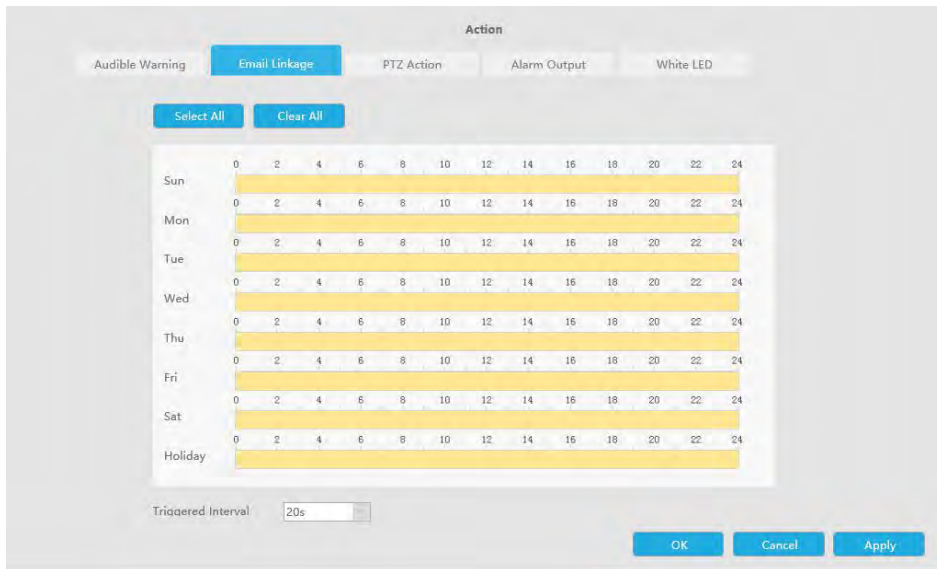 Action
Audible Warning Email Linkage PTZ Action Alarm Output White LED
Select All Clear All
0 2 4 6 8 10 12 14 16 18 20 22 24
Sun
0 2 4 6 8 10 12 14 16 18 20 22 24
Mon
0 2 4 6 8 10 12 14 16 18 20 22 24
Tue
0 2 4 6 8 10 12 14 16 18 20 22 24
Wed
0 2 4 6 8 10 12 14 16 18 20 22 24
Thu
0 2 4 6 8 10 12 14 16 18 20 22 24
Fri
0 2 4 6 8 10 12 14 16 18 20 22 24
Sat
0 2 4 6 8 10 12 14 16 18 20 22 24
Holiday
Triggered Interval 20s
OK Cancel Apply